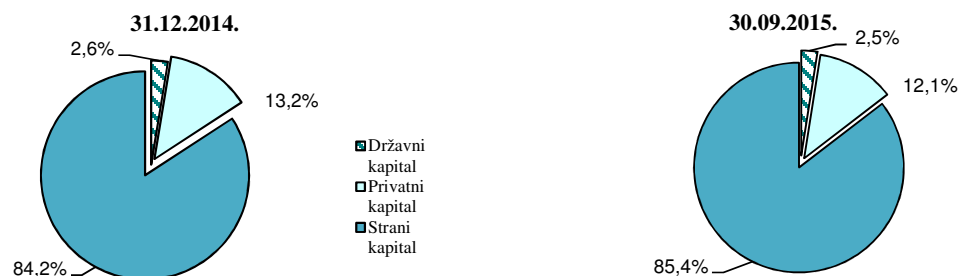 31.12.2014.
2,6%
13,2%
84,2%
Državni
kapital
Privatni
kapital
Strani
kapital
30.09.2015.
2,5%
12,1%
85,4%